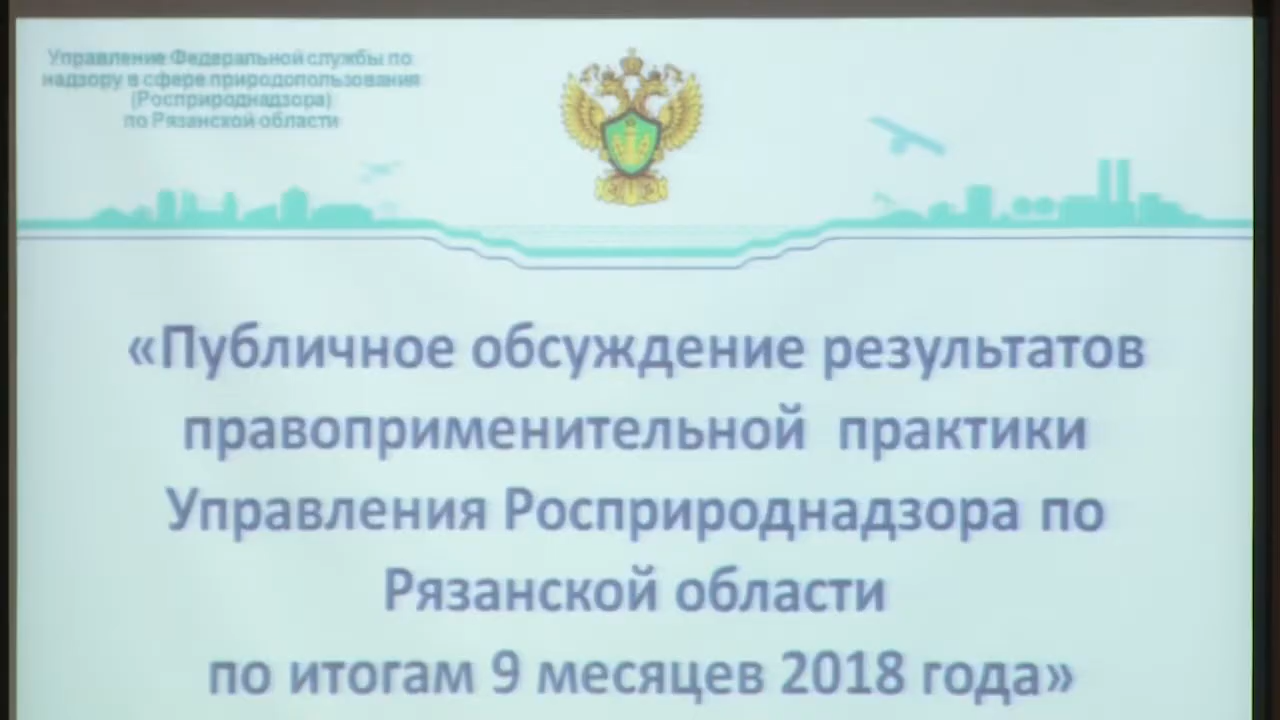 Управление Федеральной службы по
надзору в сфере природопользования
(Росприроднадзора)
по Рязанской области
«Публичное обсуждение результатов
правоприменительной практики
Управления Росприроднадзора по
Рязанской области
по итогам 9 месяцев 2018 года»